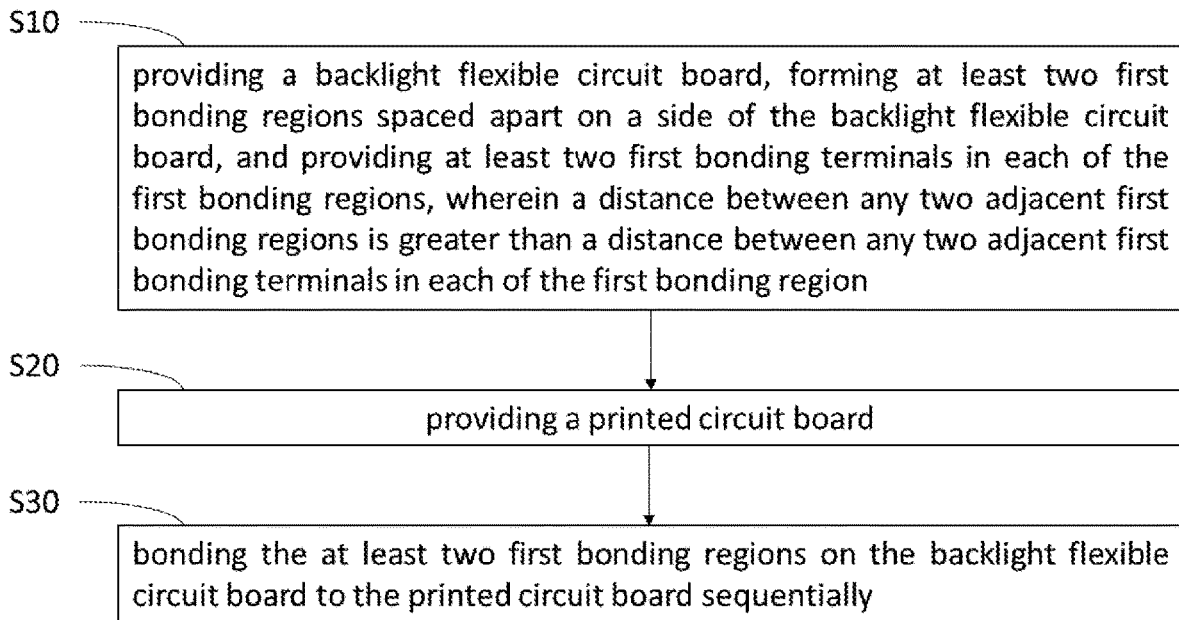 S10
providing a backlight flexible circuit board, forming at least two first
bonding regions spaced apart on a side of the backlight flexible circuit
board, and providing at least two first bonding terminals in each of the
first bonding regions, wherein a distance between any two adjacent first
bonding regions is greater than a distance between any two adjacent first
bonding terminals in each of the first bonding region
S20
providing a printed circuit board
S30
bonding the at least two first bonding regions on the backlight flexible
circuit board to the printed circuit board sequentially